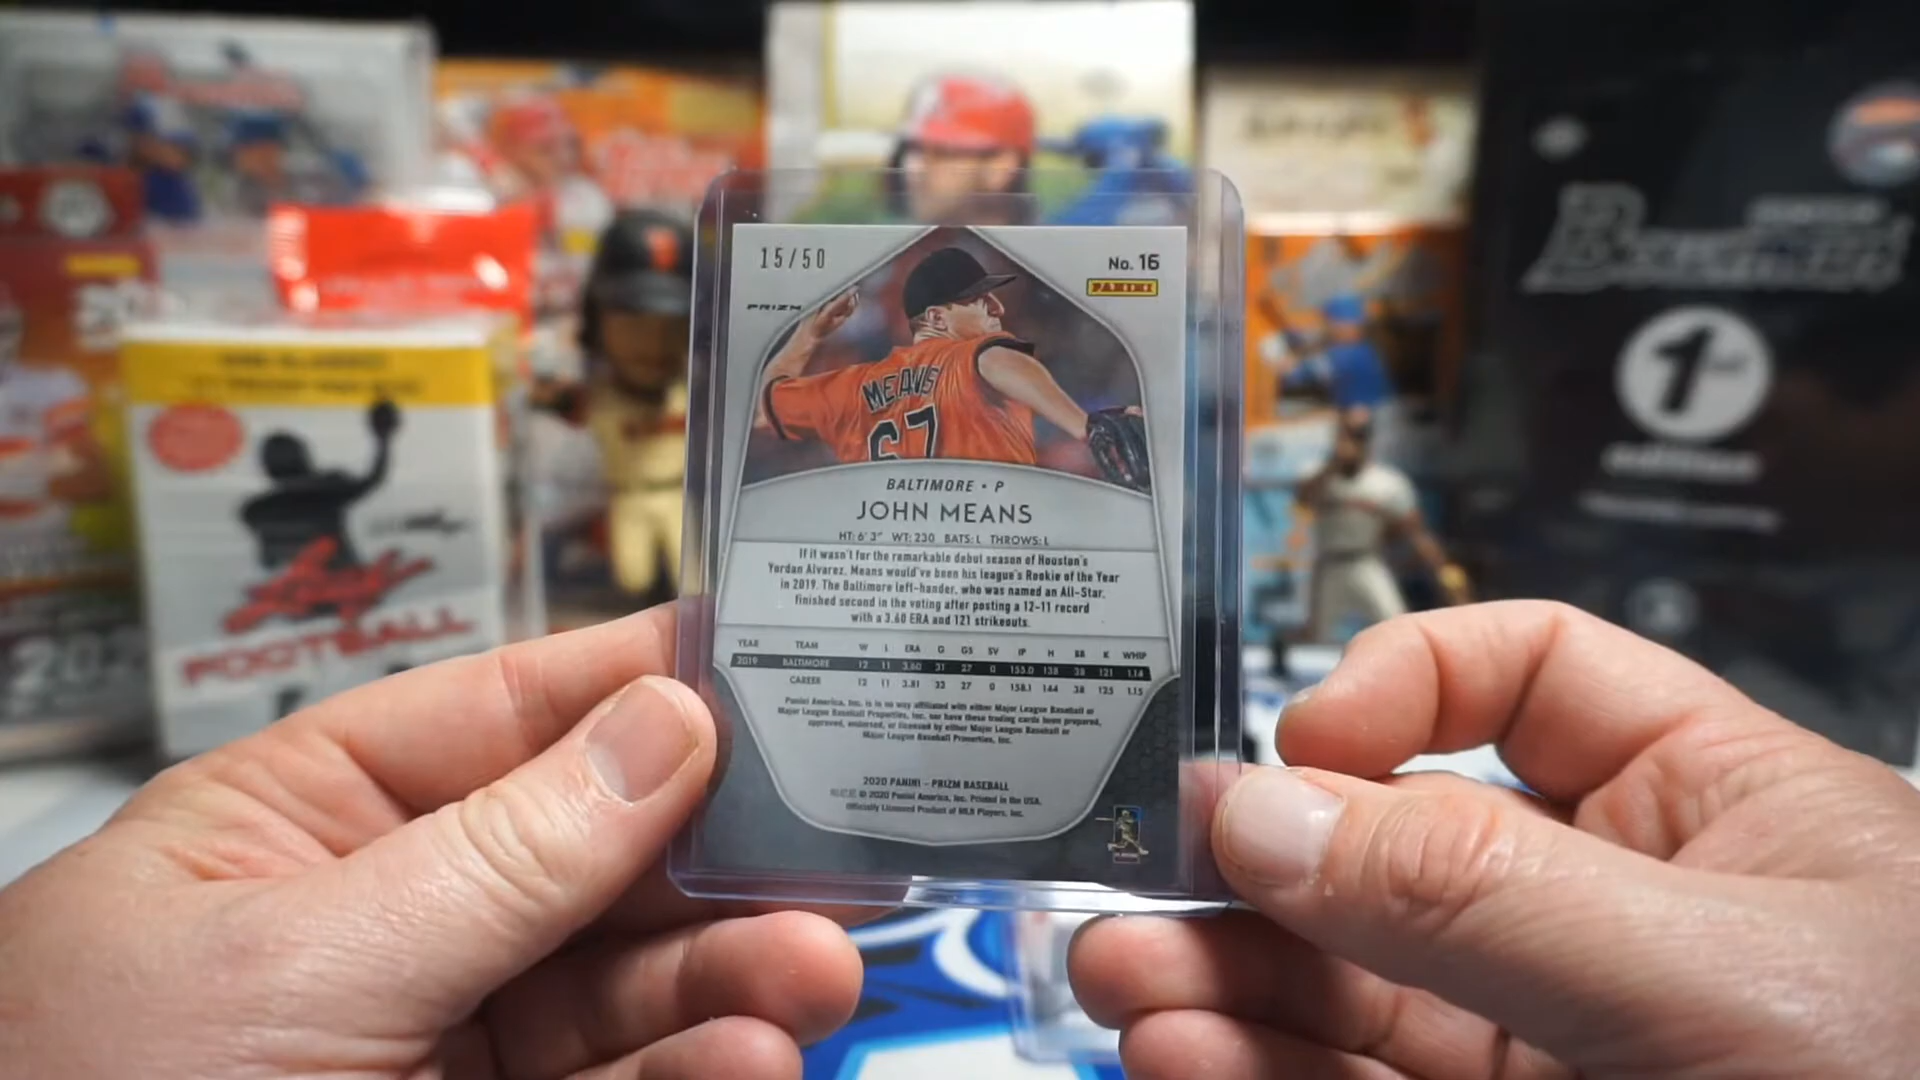 15/50
No. 16
PANINI
PRIZM
MEANS
67
BALTIMORE • P
JOHN MEANS
HT: 6' 3" WT: 230 BATS: L THROWS: L
If it wasn't for the remarkable debut season of Houston's
Yordan Alvarez, Means would've been his league's Rookie of the Year
in 2019. The Baltimore left-hander, who was named an All-Star,
finished second in the voting after posting a 12-11 record
with a 3.60 ERA and 121 strikeouts.
YEAR TEAM W L ERA G GS SV IP H BB K WHIP
2019 BALTIMORE 12 11 3.60 31 27 0 155.0 138 38 121 1.14
CAREER 12 11 3.81 33 27 0 158.1 144 38 125 1.15
Panini America, Inc. is in no way affiliated with either Major League Baseball or
Major League Baseball Properties, Inc. nor have these trading cards been prepared,
approved, endorsed, or licensed by either Major League Baseball or
Major League Baseball Properties, Inc.
2020 PANINI - PRIZM BASEBALL
© 2020 Panini America, Inc. Printed in the USA.
Officially Licensed Product of MLB Players, Inc.
Leaf
FOOTBALL
Bowman
1st
edition